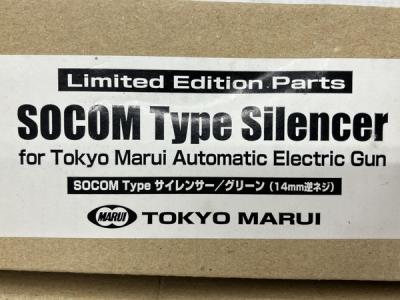 Limited Edition Parts
SOCOM Type Silencer
for Tokyo Marui Automatic Electric Gun
SOCOM Type サイレンサー／グリーン（14mm逆ネジ）
MARUI TOKYO MARUI